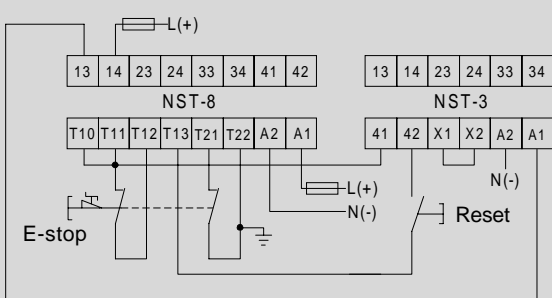 L(+)
13 14 23 24 33 34 41 42
13 14 23 24 33 34
NST-8
NST-3
T10 T11 T12 T13 T21 T22 A2 A1
41 42 X1 X2 A2 A1
L(+)
N(-)
N(-)
E-stop
Reset